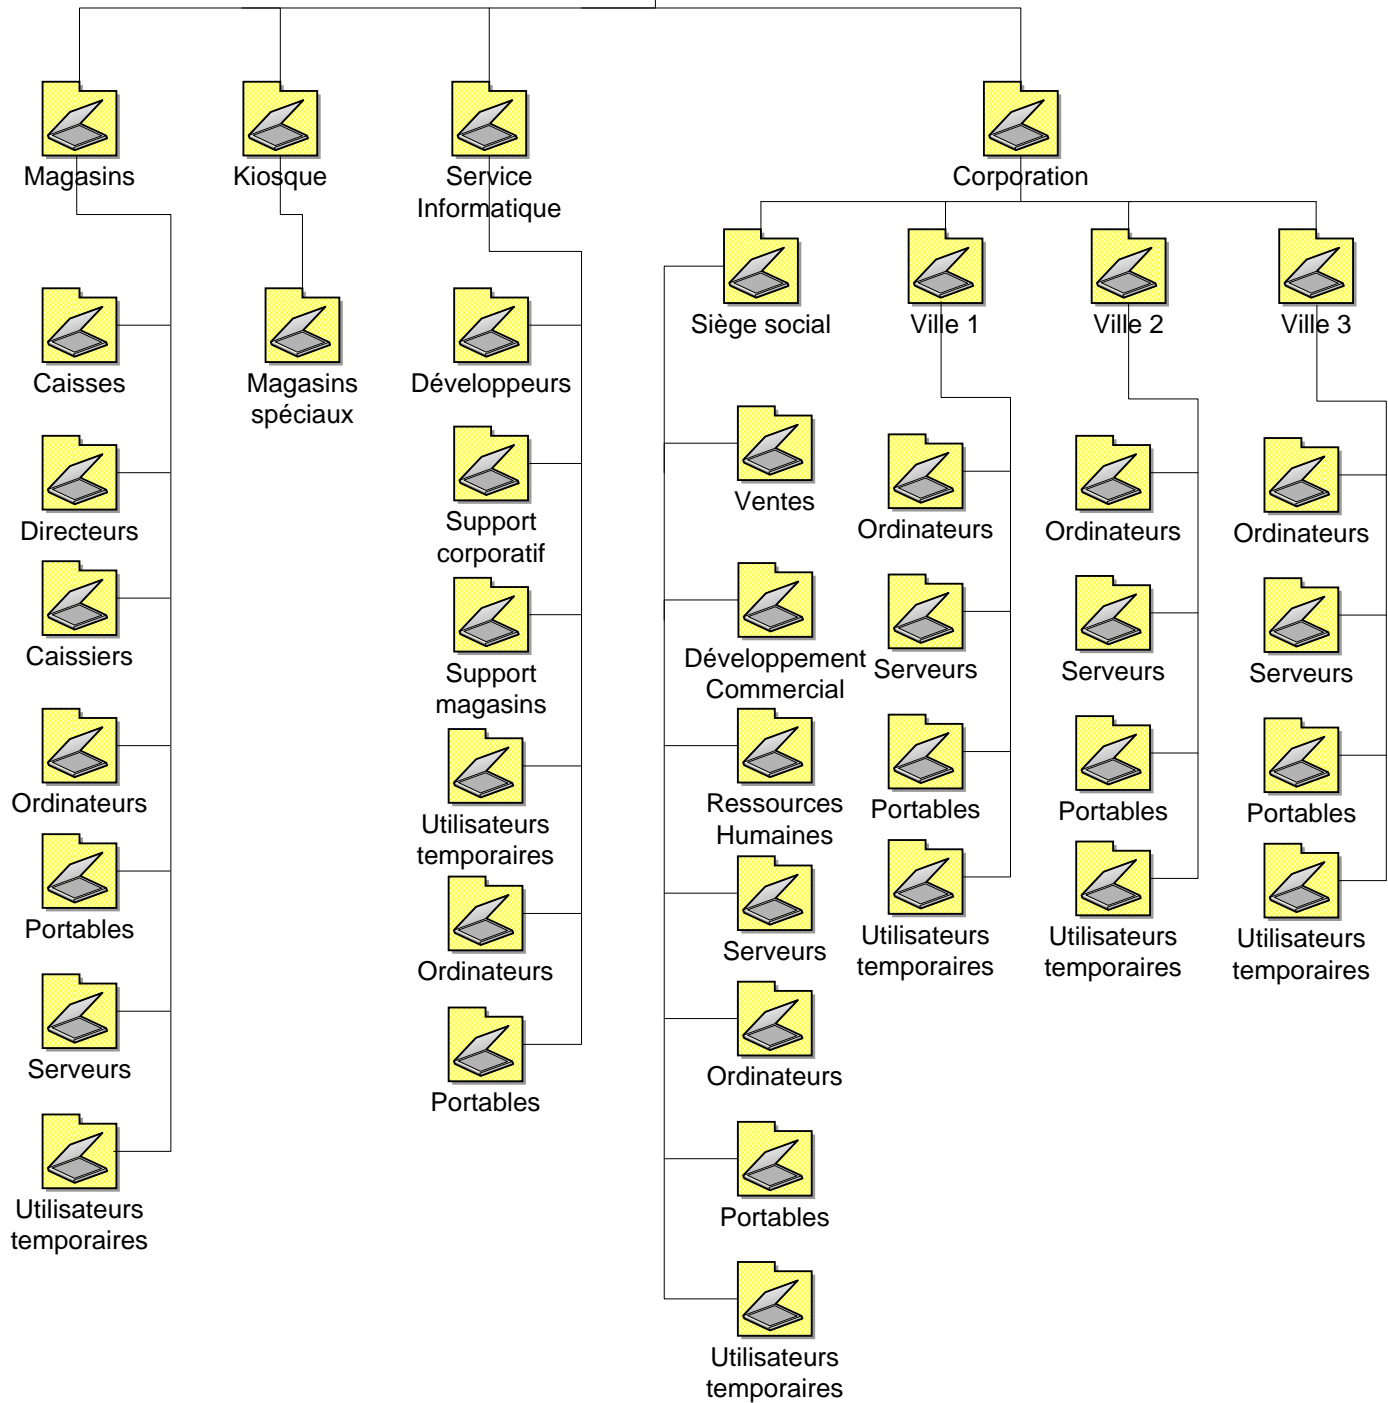 Magasins
Kiosque
Service
Informatique
Corporation
Siège social
Ville 1
Ville 2
Ville 3
Caisses
Directeurs
Caissiers
Ordinateurs
Portables
Serveurs
Utilisateurs
temporaires
Magasins
spéciaux
Développeurs
Support
corporatif
Support
magasins
Utilisateurs
temporaires
Ordinateurs
Portables
Ventes
Développement
Commercial
Ressources
Humaines
Serveurs
Ordinateurs
Portables
Utilisateurs
temporaires
Ordinateurs
Serveurs
Portables
Utilisateurs
temporaires
Ordinateurs
Serveurs
Portables
Utilisateurs
temporaires
Ordinateurs
Serveurs
Portables
Utilisateurs
temporaires